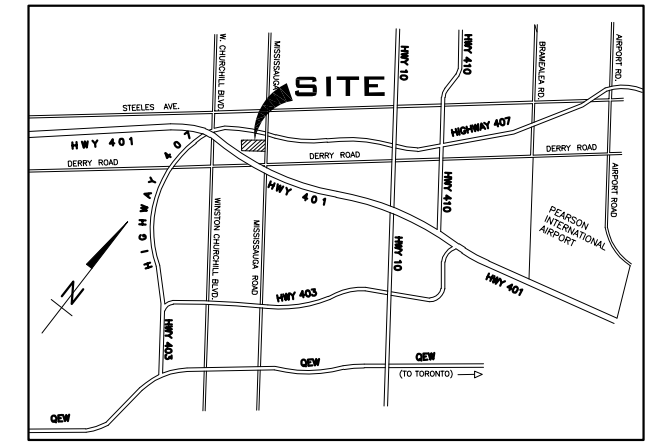 W. CHURCHILL BLVD.
MISSISSAUGA
HWY 10
HWY 410
BRAMEALEA RD.
AIRPORT RD.
SITE
STEELES AVE.
HIGHWAY 407
HWY 401
DERRY ROAD
DERRY ROAD
DERRY ROAD
HIGHWAY 407
HWY 401
WINSTON CHURCHILL BLVD.
MISSISSAUGA ROAD
HWY 10
HWY 410
AIRPORT ROAD
PEARSON
INTERNATIONAL
AIRPORT
N
HWY 401
HWY 403
HWY 403
QEW
QEW
(TO TORONTO)
QEW